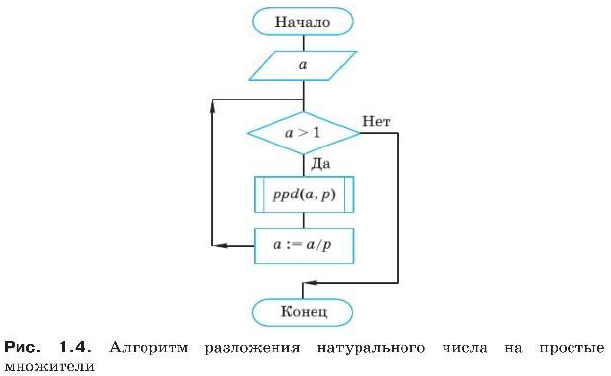 Начало
a
a > 1
Нет
Да
ppd(a, p)
a := a/p
Конец
Рис. 1.4. Алгоритм разложения натурального числа на простые
множители